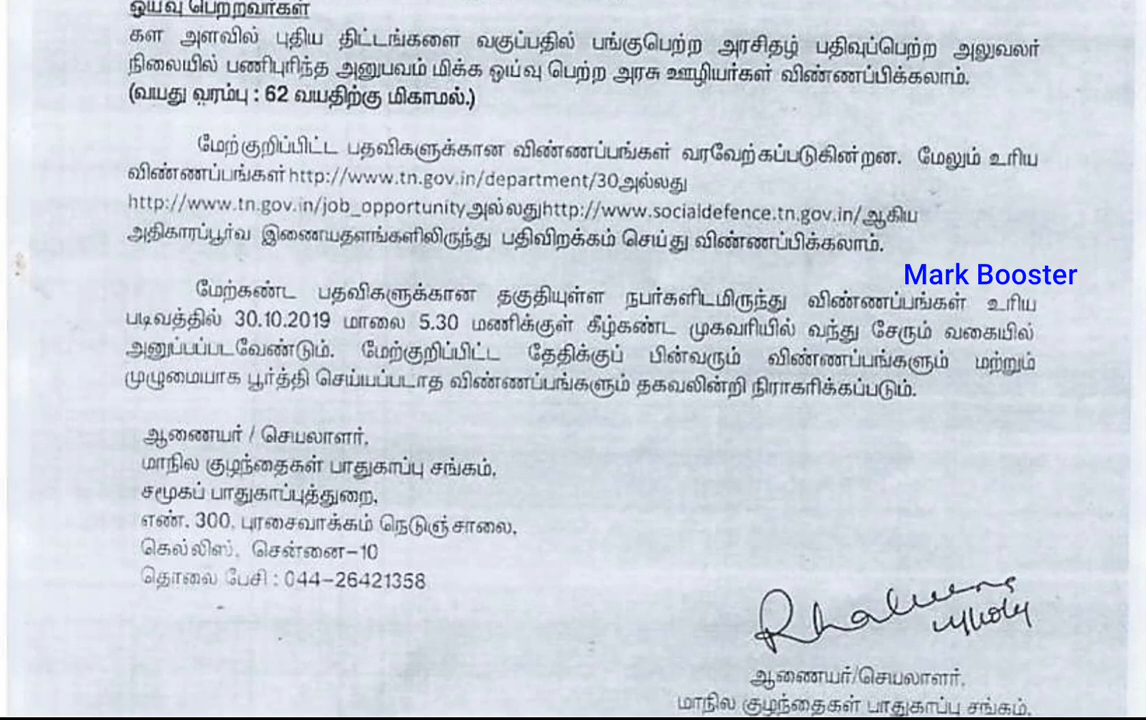 ஓய்வு பெற்றவர்கள்
கள அளவில் புதிய திட்டங்களை வகுப்பதில் பங்குபெற்ற அரசிதழ் பதிவுப்பெற்ற அலுவலர்
நிலையில் பணிபுரிந்த அனுபவம் மிக்க ஓய்வு பெற்ற அரசு ஊழியர்கள் விண்ணப்பிக்கலாம்.
(வயது வரம்பு : 62 வயதிற்கு மிகாமல்.)
மேற்குறிப்பிட்ட பதவிகளுக்கான விண்ணப்பங்கள் வரவேற்கப்படுகின்றன. மேலும் உரிய
விண்ணப்பங்கள் http://www.tn.gov.in/department/30அல்லது
http://www.tn.gov.in/job_opportunityஅல்லதுhttp://www.socialdefence.tn.gov.in/ஆகிய
அதிகாரப்பூர்வ இணையதளங்களிலிருந்து பதிவிறக்கம் செய்து விண்ணப்பிக்கலாம்.
Mark Booster
மேற்கண்ட பதவிகளுக்கான தகுதியுள்ள நபர்களிடமிருந்து விண்ணப்பங்கள் உரிய
படிவத்தில் 30.10.2019 மாலை 5.30 மணிக்குள் கீழ்கண்ட முகவரியில் வந்து சேரும் வகையில்
அனுப்பப்படவேண்டும். மேற்குறிப்பிட்ட தேதிக்குப் பின்வரும் விண்ணப்பங்களும் மற்றும்
முழுமையாக பூர்த்தி செய்யப்படாத விண்ணப்பங்களும் தகவலின்றி நிராகரிக்கப்படும்.
ஆணையர் / செயலாளர்,
மாநில குழந்தைகள் பாதுகாப்பு சங்கம்,
சமூகப் பாதுகாப்புத்துறை,
எண். 300, புரசைவாக்கம் நெடுஞ்சாலை,
கெல்லிஸ், சென்னை-10
தொலை பேசி : 044-26421358
ஆணையர்/செயலாளர்,
மாநில குழந்தைகள் பாதுகாப்பு சங்கம்,